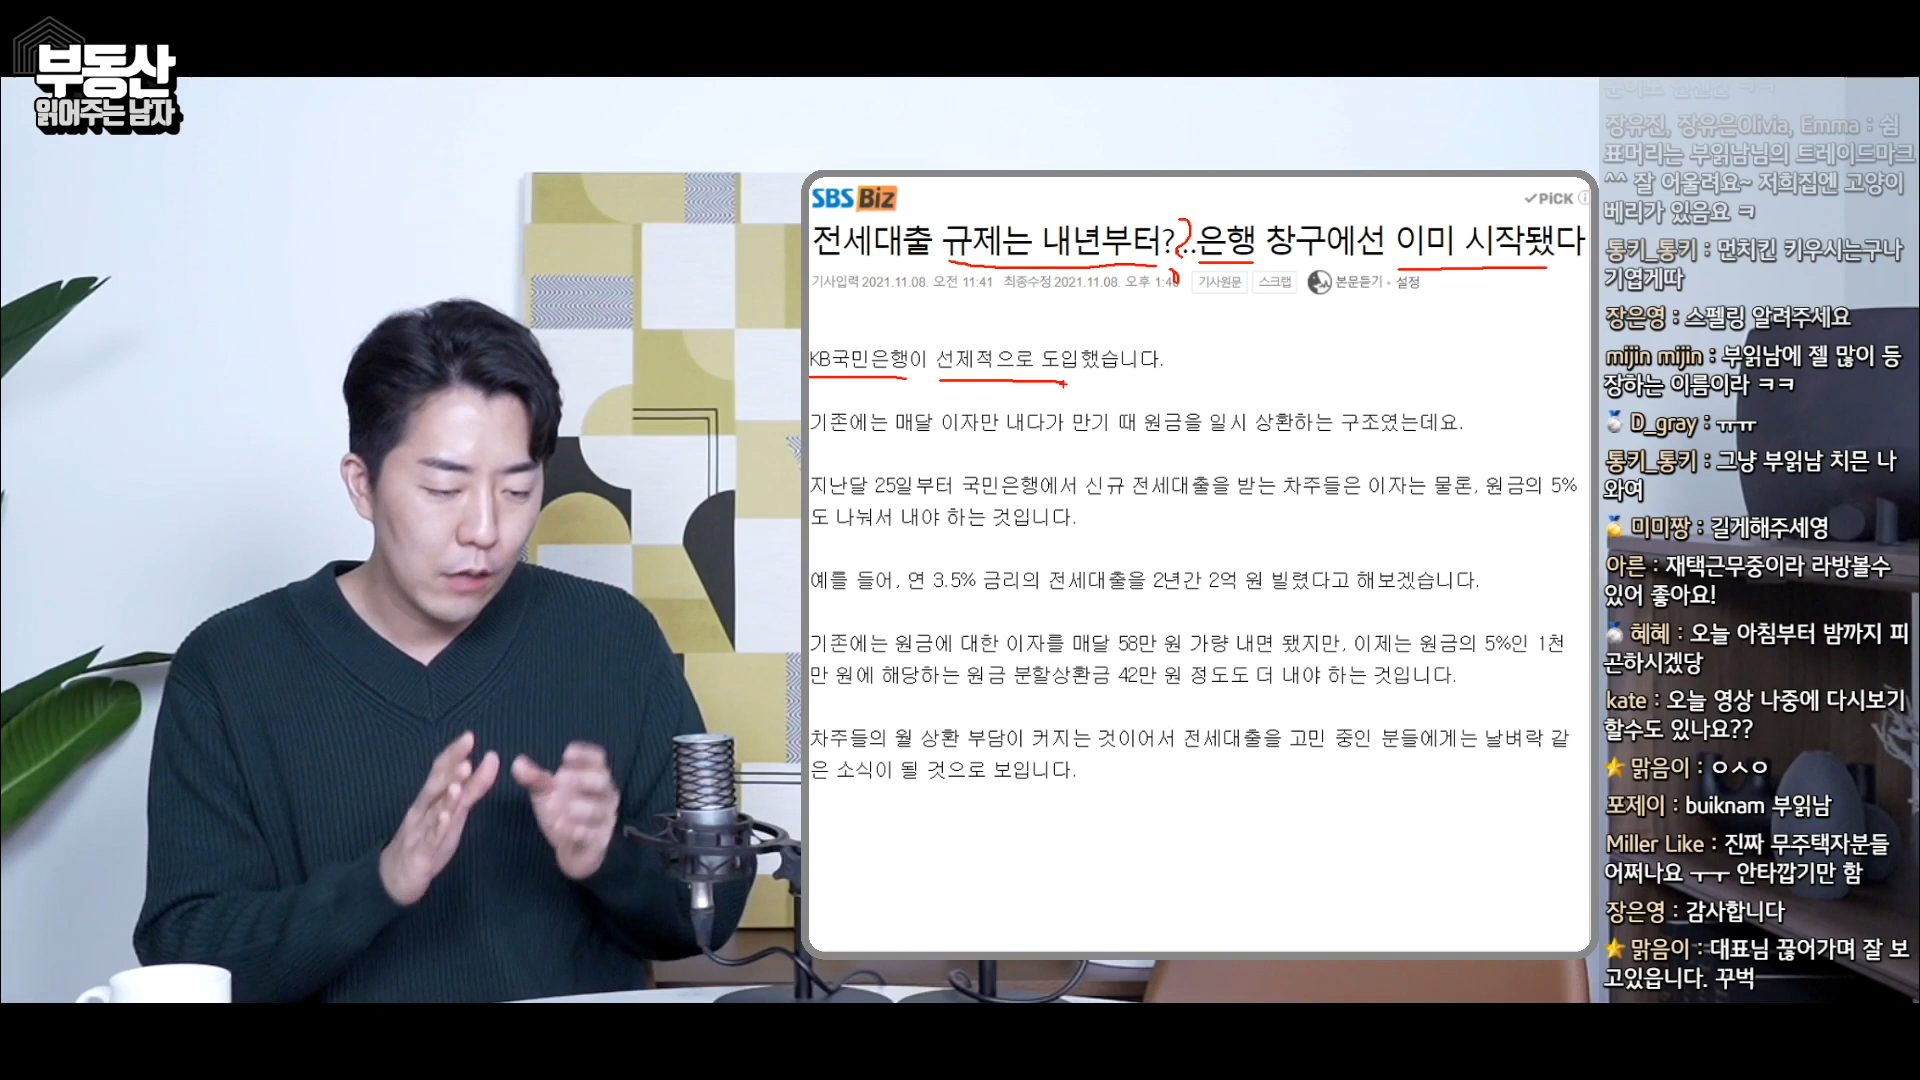 부동산
읽어주는 남자
SBS Biz
PiCK
전세대출 규제는 내년부터?...은행 창구에선 이미 시작됐다
기사입력 2021.11.08. 오전 11:41 최종수정 2021.11.08. 오후 1:46 기사원문 스크랩 본문듣기 · 설정
KB국민은행이 선제적으로 도입했습니다.
기존에는 매달 이자만 내다가 만기 때 원금을 일시 상환하는 구조였는데요.
지난달 25일부터 국민은행에서 신규 전세대출을 받는 차주들은 이자는 물론, 원금의 5%
도 나눠서 내야 하는 것입니다.
예를 들어, 연 3.5% 금리의 전세대출을 2년간 2억 원 빌렸다고 해보겠습니다.
기존에는 원금에 대한 이자를 매달 58만 원 가량 내면 됐지만, 이제는 원금의 5%인 1천
만 원에 해당하는 원금 분할상환금 42만 원 정도도 더 내야 하는 것입니다.
차주들의 월 상환 부담이 커지는 것이어서 전세대출을 고민 중인 분들에게는 날벼락 같
은 소식이 될 것으로 보입니다.
장유진, 장유은Olivia, Emma : 쉼
표머리는 부읽남님의 트레이드마크
^^ 잘 어울려요~ 저희집엔 고양이
베리가 있음요 ㅋ
통키_통키 : 먼치킨 키우시는구나
기엽게따
장은영 : 스펠링 알려주세요
mijin mijin : 부읽남에 젤 많이 등
장하는 이름이라 ㅋㅋ
D_gray : ㅠㅠ
통키_통키 : 그냥 부읽남 치믄 나
와여
미미짱 : 길게해주세영
아른 : 재택근무중이라 라방볼수
있어 좋아요!
혜혜 : 오늘 아침부터 밤까지 피
곤하시겠당
kate : 오늘 영상 나중에 다시보기
할수도 있나요??
맑음이 : ㅇㅅㅇ
포제이 : buiknam 부읽남
Miller Like : 진짜 무주택자분들
어쩌나요 ㅜㅜ 안타깝기만 함
장은영 : 감사합니다
맑음이 : 대표님 끊어가며 잘 보
고있읍니다. 꾸벅